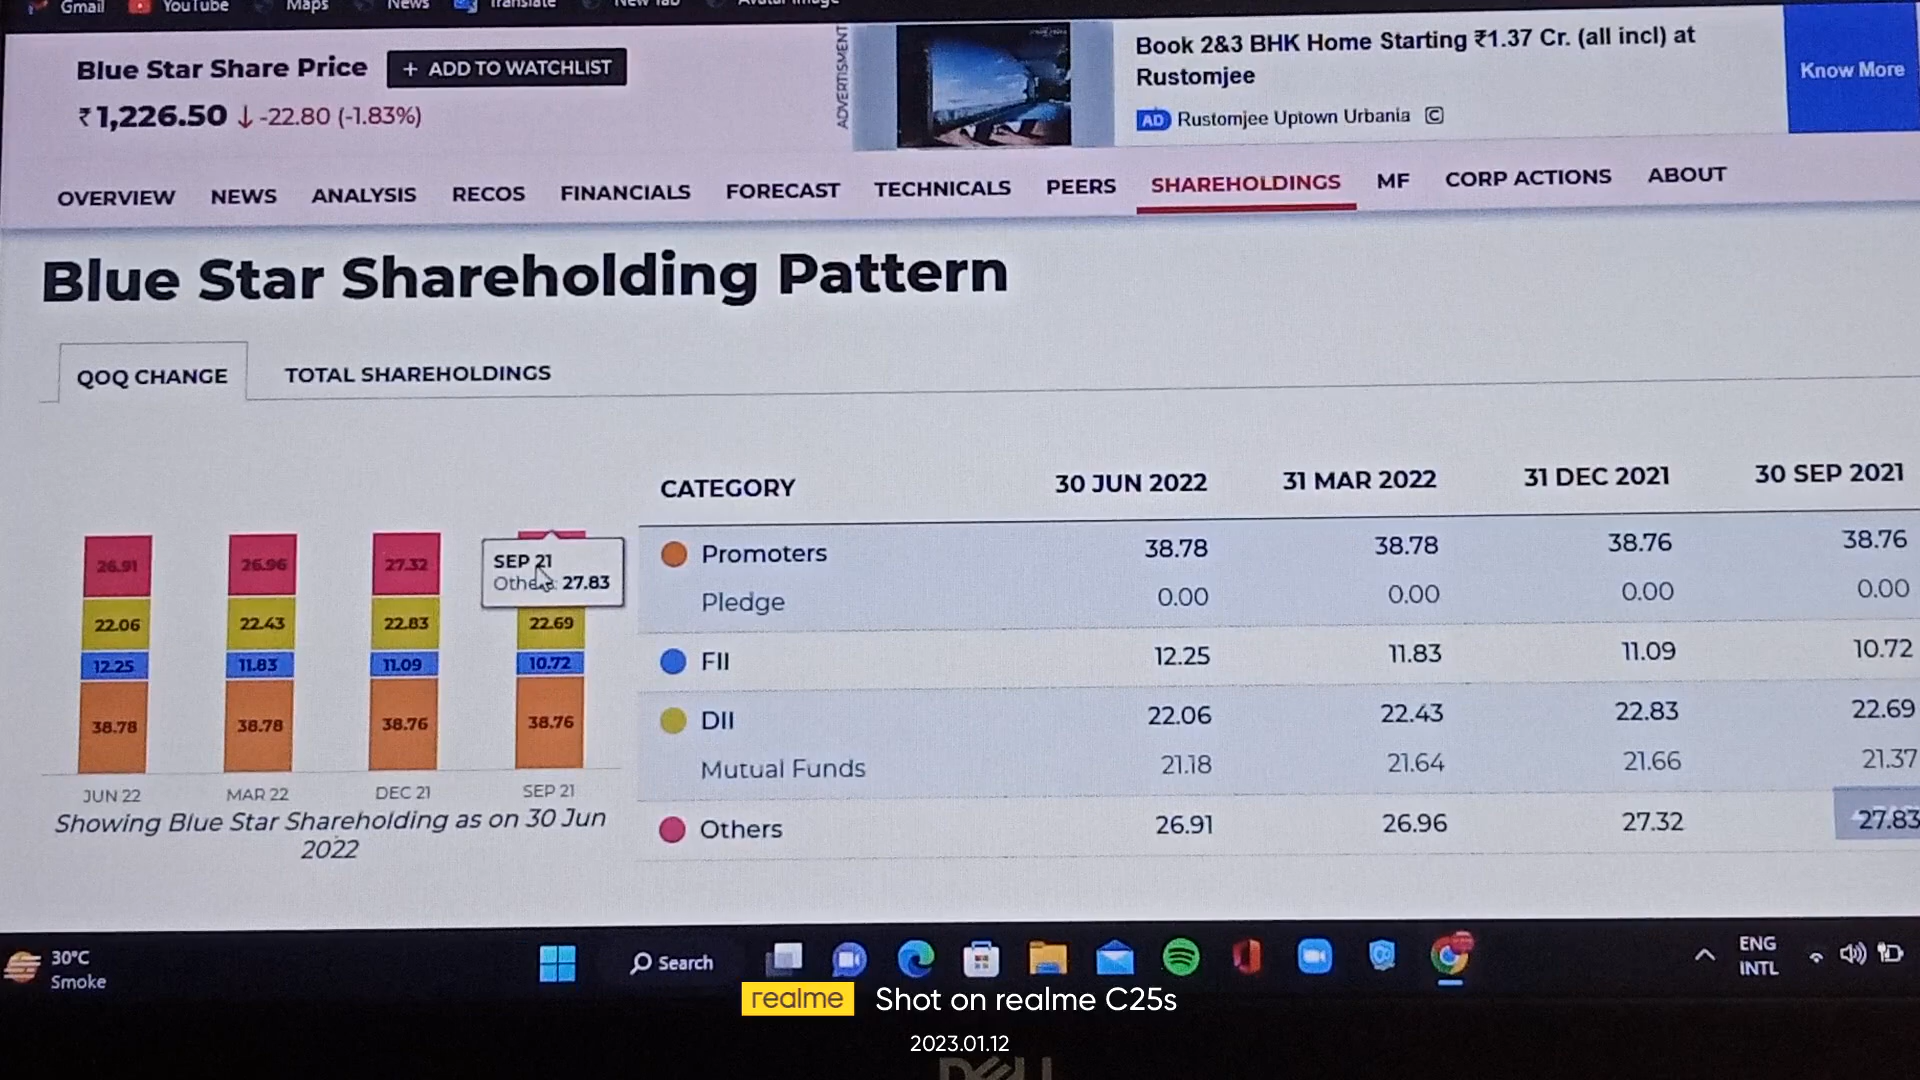 Gmail YouTube Maps News Translate New Tab Avatar Image
Blue Star Share Price + ADD TO WATCHLIST
₹1,226.50 ↓ -22.80 (-1.83%)
ADVERTISMENT
Book 2&3 BHK Home Starting ₹1.37 Cr. (all incl) at
Rustomjee
AD Rustomjee Uptown Urbania C
Know More
OVERVIEW NEWS ANALYSIS RECOS FINANCIALS FORECAST TECHNICALS PEERS SHAREHOLDINGS MF CORP ACTIONS ABOUT
Blue Star Shareholding Pattern
QOQ CHANGE TOTAL SHAREHOLDINGS
26.91 26.96 27.32
SEP 21
Others: 27.83
22.06 22.43 22.83 22.69
12.25 11.83 11.09 10.72
38.78 38.78 38.76 38.76
JUN 22 MAR 22 DEC 21 SEP 21
Showing Blue Star Shareholding as on 30 Jun
2022
CATEGORY 30 JUN 2022 31 MAR 2022 31 DEC 2021 30 SEP 2021
Promoters 38.78 38.78 38.76 38.76
Pledge 0.00 0.00 0.00 0.00
FII 12.25 11.83 11.09 10.72
DII 22.06 22.43 22.83 22.69
Mutual Funds 21.18 21.64 21.66 21.37
Others 26.91 26.96 27.32 27.83
30°C
Smoke
Search
ENG
INTL
realme Shot on realme C25s
2023.01.12
DELL